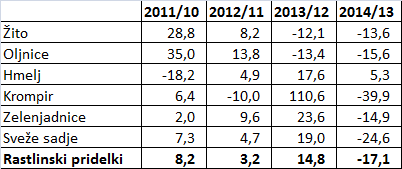 2011/10 2012/11 2013/12 2014/13
Žito 28,8 8,2 -12,1 -13,6
Oljnice 35,0 13,8 -13,4 -15,6
Hmelj -18,2 4,9 17,6 5,3
Krompir 6,4 -10,0 110,6 -39,9
Zelenjadnice 2,0 9,6 23,6 -14,9
Sveže sadje 7,3 4,7 19,0 -24,6
Rastlinski pridelki 8,2 3,2 14,8 -17,1